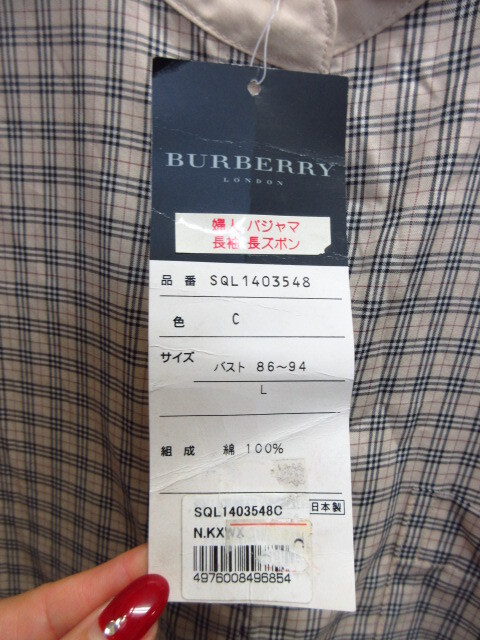 BURBERRY
LONDON
婦人 パジャマ
長袖 長ズボン
品番 SQL1403548
色 C
サイズ バスト 86～94
L
組成 綿 100%
日本製
SQL1403548C
4976008496854